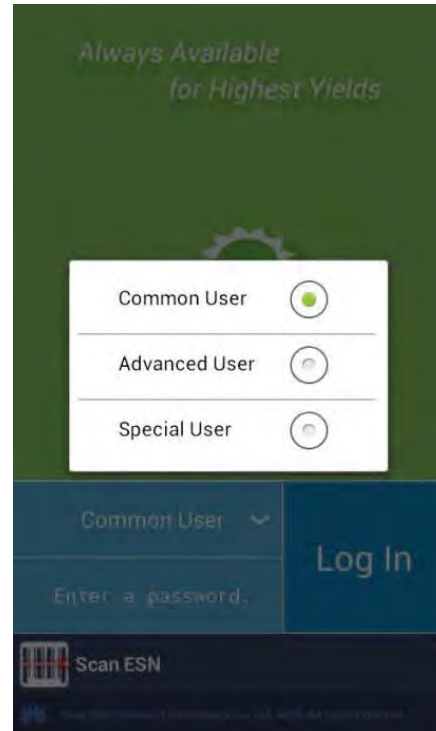 Always Available
for Highest Yields
Common User
Advanced User
Special User
Common User
Log In
Enter a password.
Scan ESN